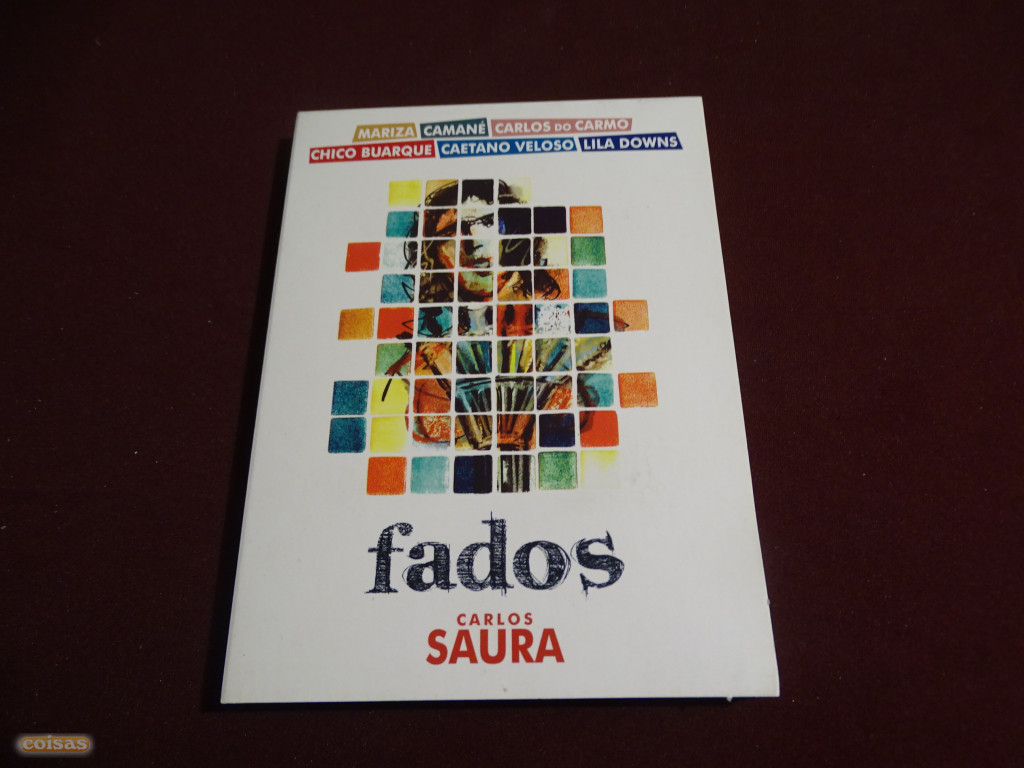 MARIZA CAMANÉ CARLOS DO CARMO
CHICO BUARQUE CAETANO VELOSO LILA DOWNS
fados
CARLOS
SAURA
coisas